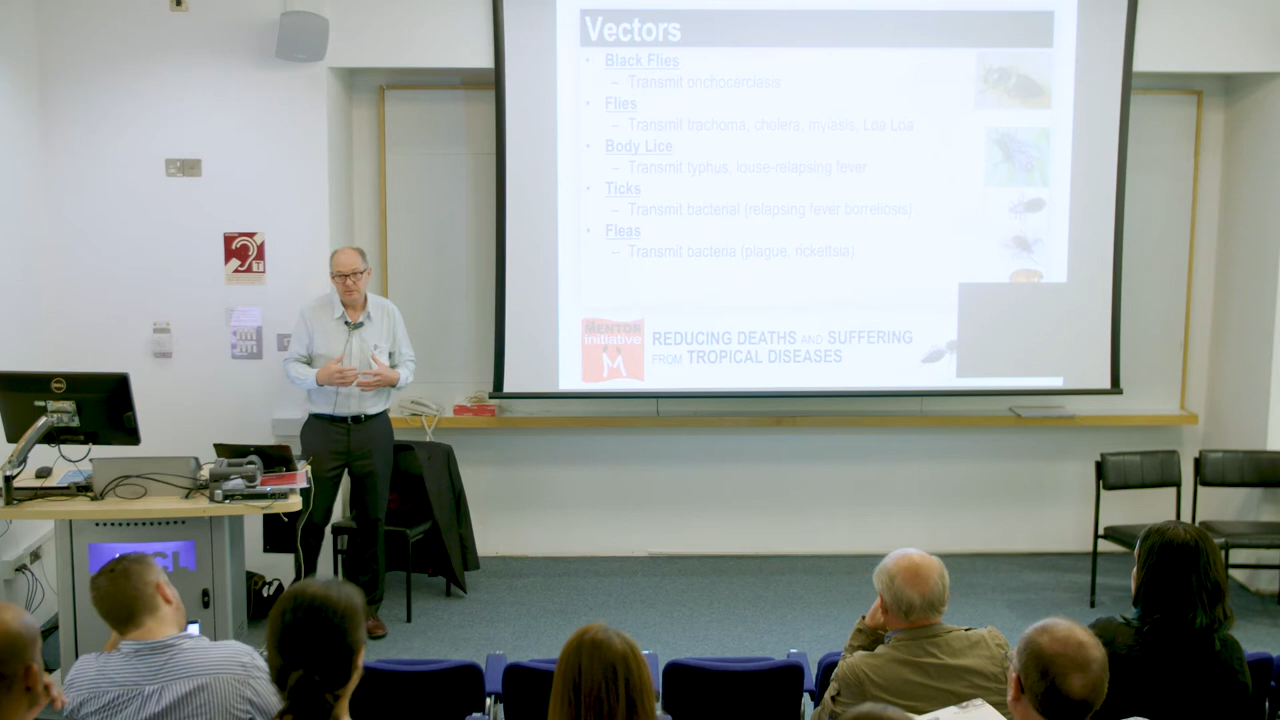 Vectors
• Black Flies
– Transmit onchocerciasis
• Flies
– Transmit trachoma, cholera, myiasis, Loa Loa
• Body Lice
– Transmit typhus, louse-relapsing fever
• Ticks
– Transmit bacterial (relapsing fever borreliosis)
• Fleas
– Transmit bacteria (plague, rickettsia)
MENTOR
initiative
M
REDUCING DEATHS AND SUFFERING
FROM TROPICAL DISEASES
T
DELL